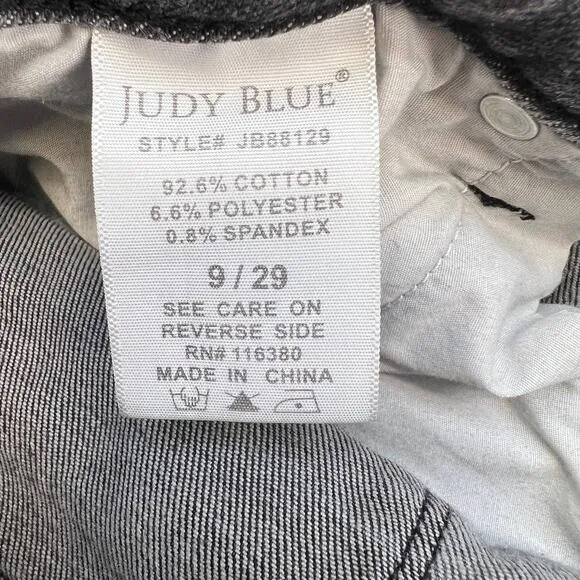 JUDY BLUE®
STYLE# JB88129
92.6% COTTON
6.6% POLYESTER
0.8% SPANDEX
9 / 29
SEE CARE ON
REVERSE SIDE
RN# 116380
MADE IN CHINA